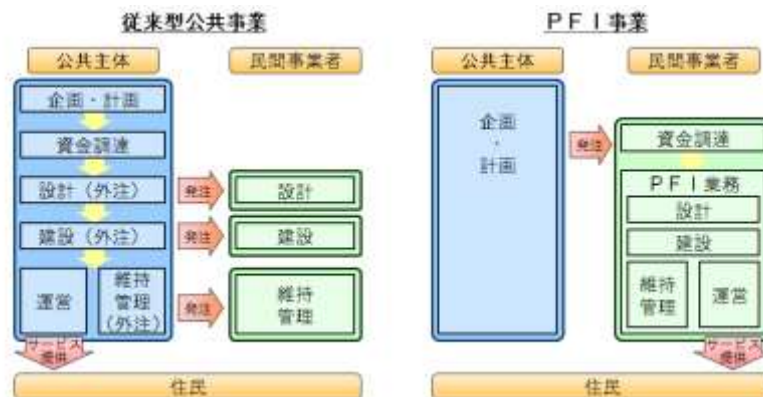 従来型公共事業
公共主体
民間事業者
企画・計画
資金調達
設計（外注）
発注
設計
建設（外注）
発注
建設
運営
維持
管理
（外注）
発注
維持
管理
サービス
提供
住民
ＰＦＩ事業
公共主体
民間事業者
企画
・
計画
発注
資金調達
ＰＦＩ業務
設計
建設
維持
管理
運営
サービス
提供
住民